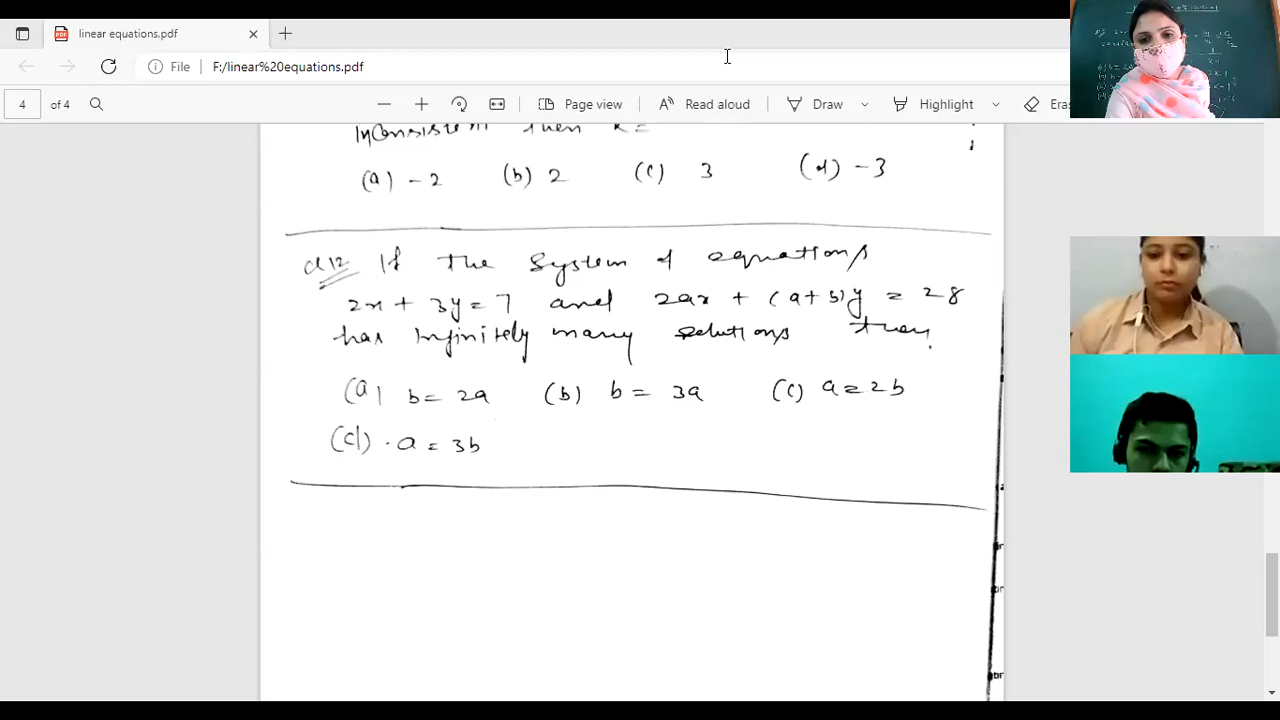 linear equations.pdf
File F:/linear%20equations.pdf
4 of 4 Page view Read aloud Draw Highlight Eras
Inconsistent then k =
(a) -2 (b) 2 (c) 3 (d) -3
Q12 If the system of equations
2x + 3y = 7 and 2ax + (a+b)y = 28
has infinitely many solutions then
(a) b = 2a (b) b = 3a (c) a = 2b
(d) a = 3b